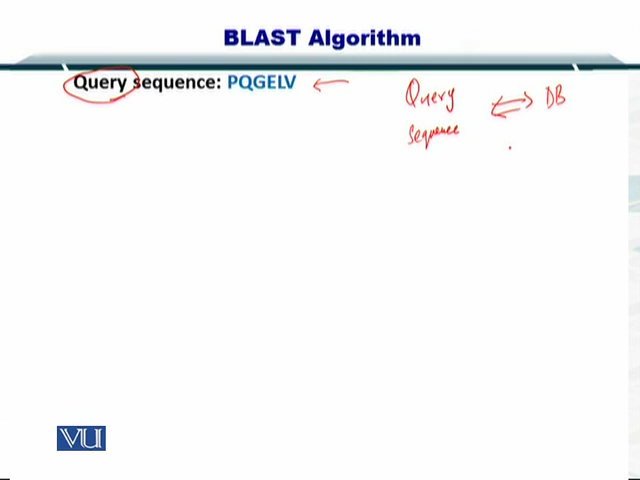 BLAST Algorithm
Query sequence: PQGELV
Query
DB
Sequence
VU